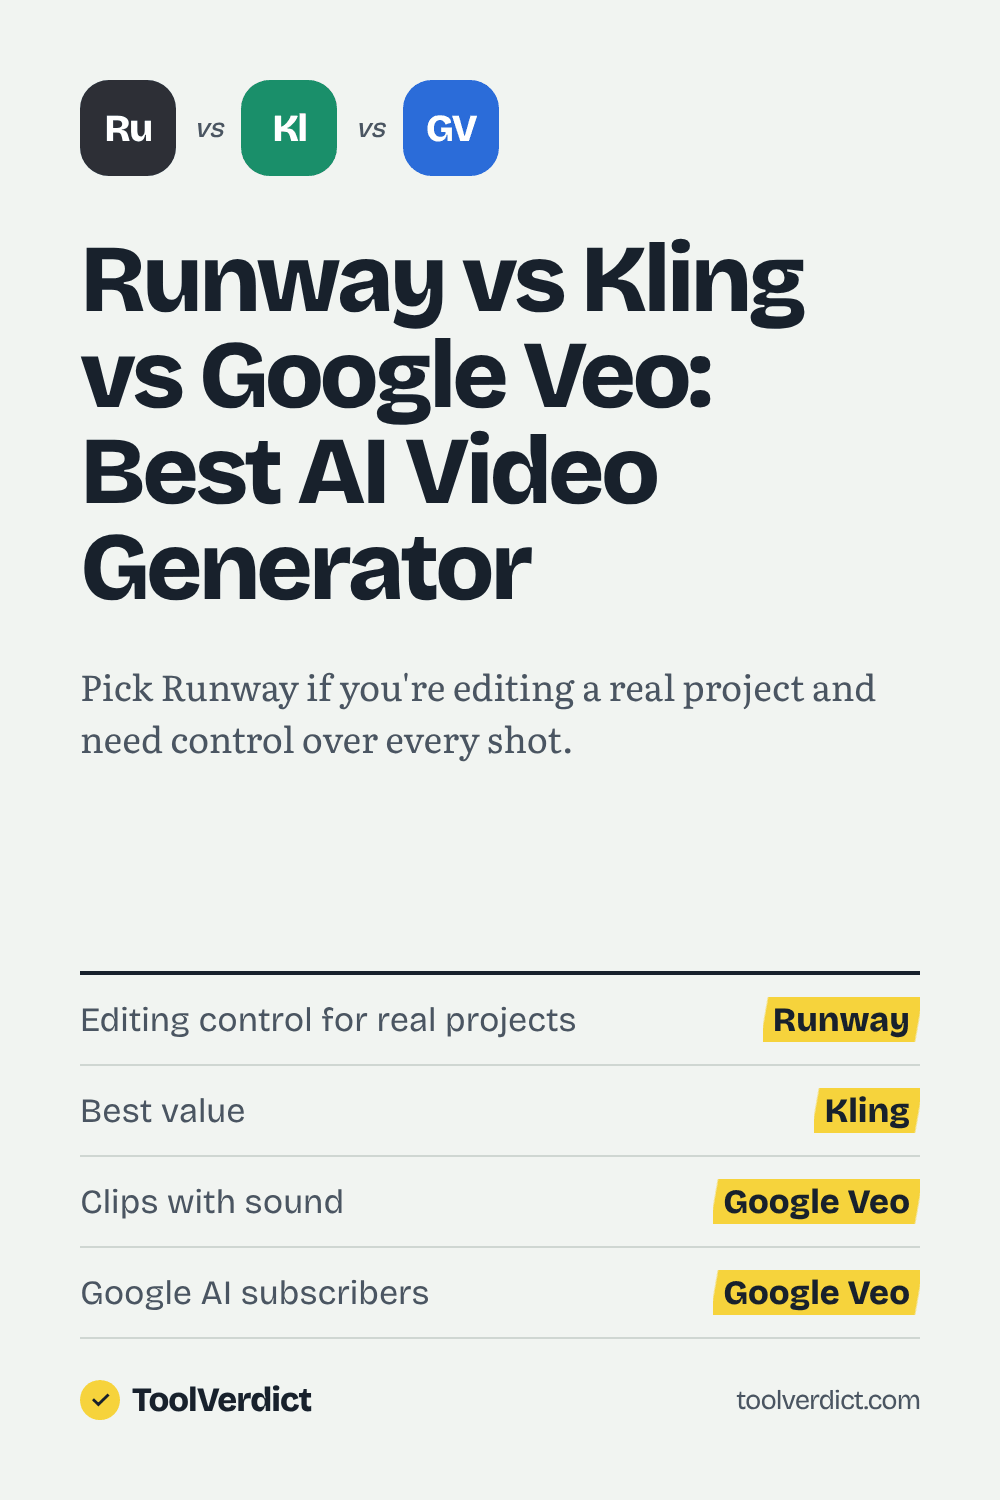 Ru vs Kl vs GV
Runway vs Kling
vs Google Veo:
Best AI Video
Generator
Pick Runway if you're editing a real project and
need control over every shot.
Editing control for real projects Runway
Best value Kling
Clips with sound Google Veo
Google AI subscribers Google Veo
ToolVerdict toolverdict.com